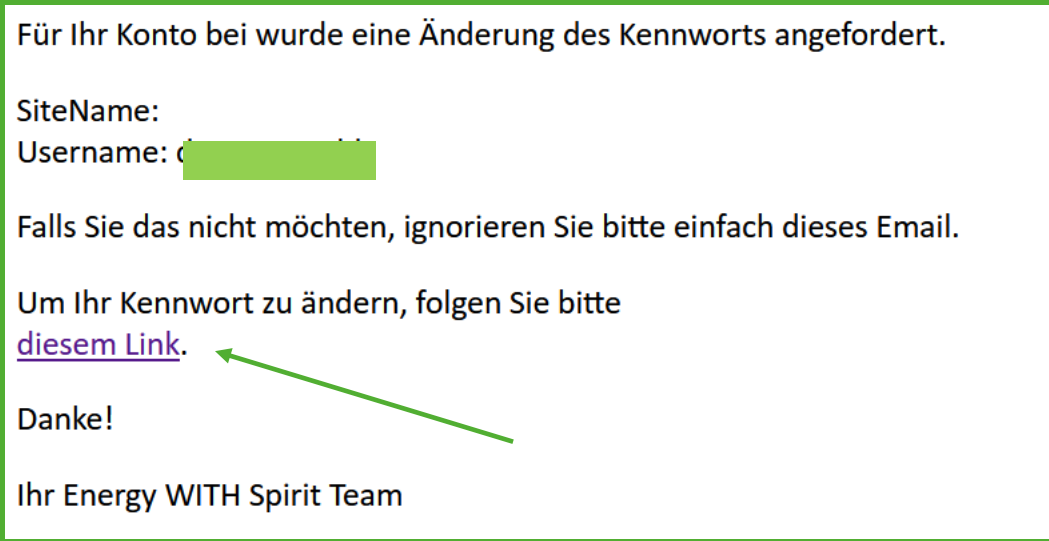 Für Ihr Konto bei wurde eine Änderung des Kennworts angefordert.
SiteName:
Username:
Falls Sie das nicht möchten, ignorieren Sie bitte einfach dieses Email.
Um Ihr Kennwort zu ändern, folgen Sie bitte
diesem Link.
Danke!
Ihr Energy WITH Spirit Team